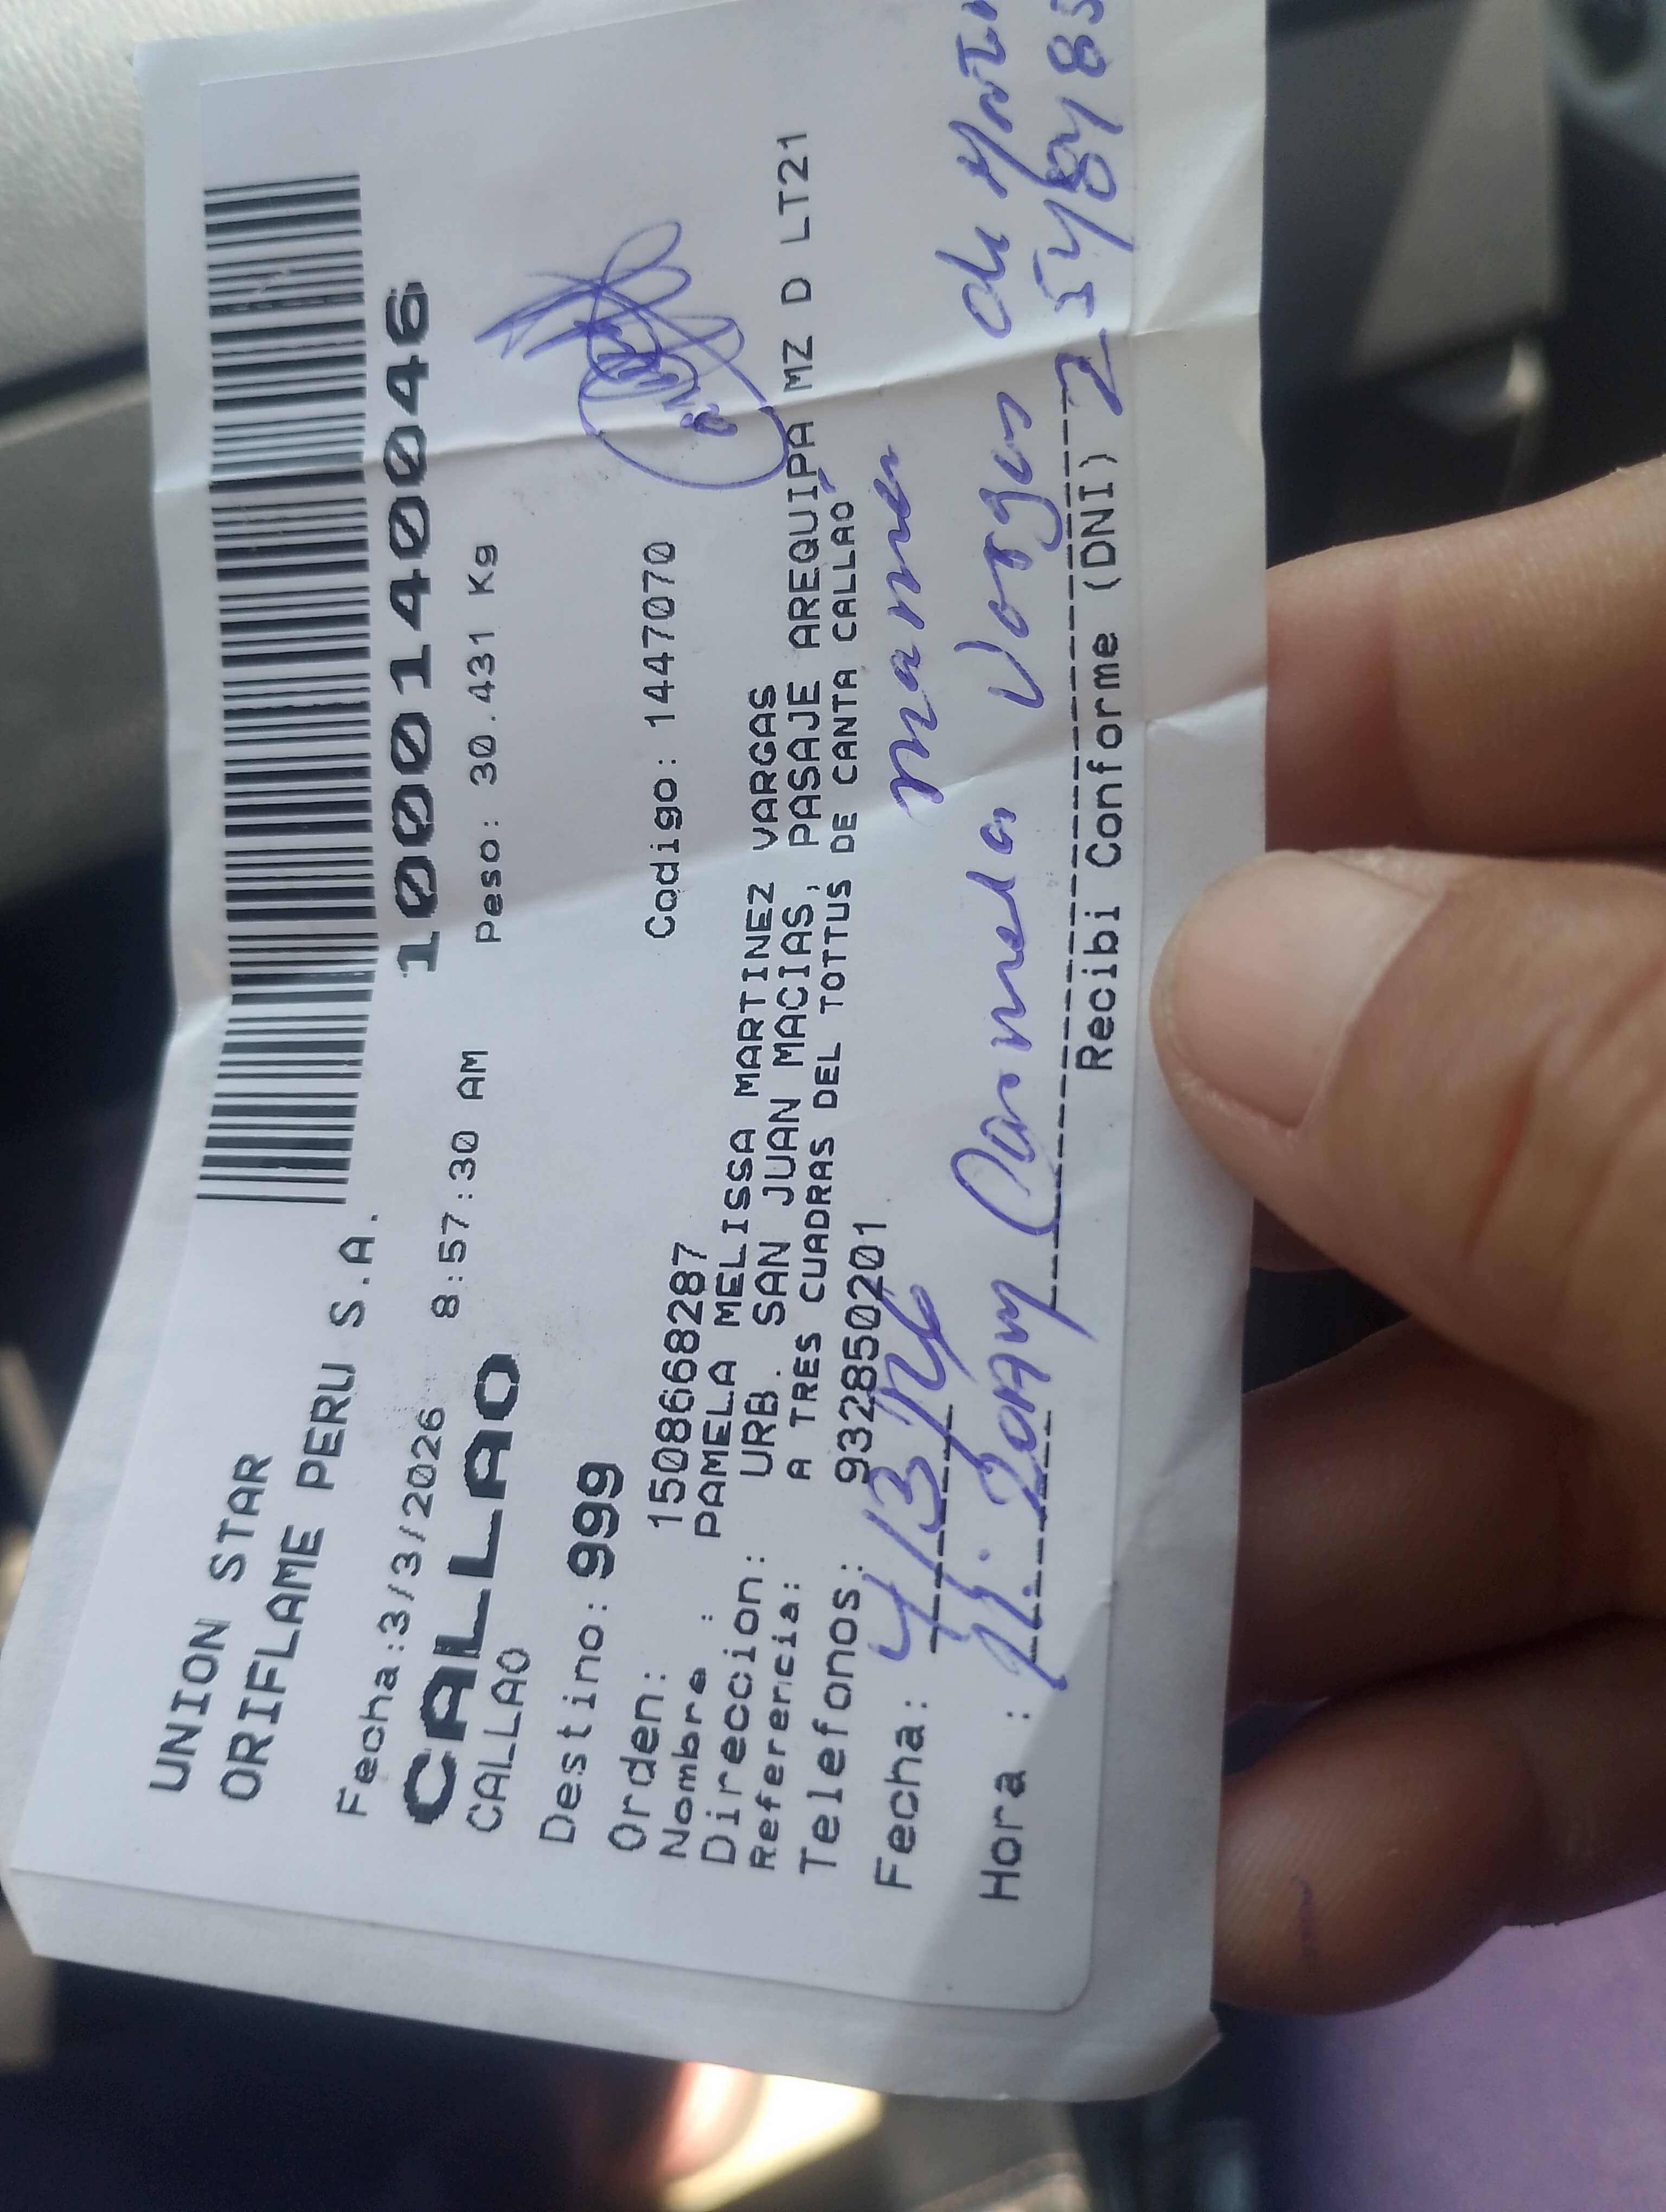 UNION STAR
ORIFLAME PERU S.A.
1000140046
Fecha:3/3/2026 8:57:30 AM Peso: 30.431 Kg
CALLAO
CALLAO
Destino: 999 Codigo: 1447070
Orden: 1508668287
Nombre : PAMELA MELISSA MARTINEZ VARGAS
Direccion: URB. SAN JUAN MACIAS, PASAJE AREQUIPA MZ D LT21
Referencia: A TRES CUADRAS DEL TOTTUS DE CANTA CALLAO
Telefonos: 932850201
mama
Fecha: 4/3/26
Hora : 11:20am Carmela Vargas de
Recibi Conforme (DNI)